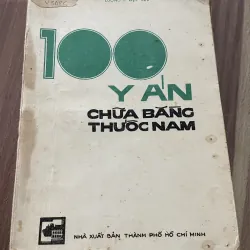 100
Y ÁN
CHỮA BẰNG
THUỐC NAM
NHÀ XUẤT BẢN THÀNH PHỐ HỒ CHÍ MINH